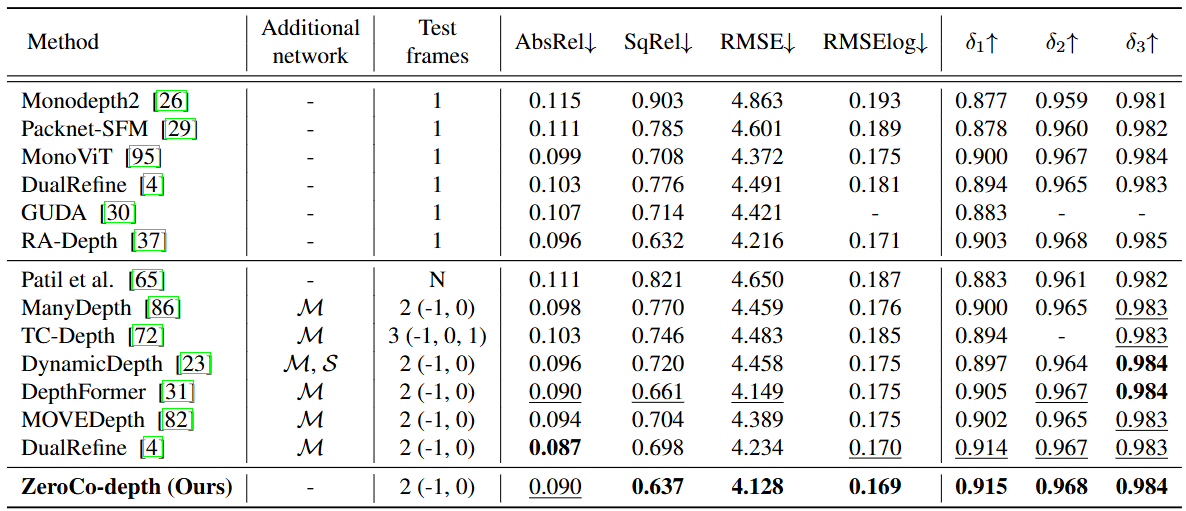 Method Additional network Test frames AbsRel↓ SqRel↓ RMSE↓ RMSElog↓ δ1↑ δ2↑ δ3↑
Monodepth2 [26] - 1 0.115 0.903 4.863 0.193 0.877 0.959 0.981
Packnet-SFM [29] - 1 0.111 0.785 4.601 0.189 0.878 0.960 0.982
MonoViT [95] - 1 0.099 0.708 4.372 0.175 0.900 0.967 0.984
DualRefine [4] - 1 0.103 0.776 4.491 0.181 0.894 0.965 0.983
GUDA [30] - 1 0.107 0.714 4.421 - 0.883 - -
RA-Depth [37] - 1 0.096 0.632 4.216 0.171 0.903 0.968 0.985
Patil et al. [65] - N 0.111 0.821 4.650 0.187 0.883 0.961 0.982
ManyDepth [86] M 2 (-1, 0) 0.098 0.770 4.459 0.176 0.900 0.965 0.983
TC-Depth [72] M 3 (-1, 0, 1) 0.103 0.746 4.483 0.185 0.894 - 0.983
DynamicDepth [23] M, S 2 (-1, 0) 0.096 0.720 4.458 0.175 0.897 0.964 0.984
DepthFormer [31] M 2 (-1, 0) 0.090 0.661 4.149 0.175 0.905 0.967 0.984
MOVEDepth [82] M 2 (-1, 0) 0.094 0.704 4.389 0.175 0.902 0.965 0.983
DualRefine [4] M 2 (-1, 0) 0.087 0.698 4.234 0.170 0.914 0.967 0.983
ZeroCo-depth (Ours) - 2 (-1, 0) 0.090 0.637 4.128 0.169 0.915 0.968 0.984